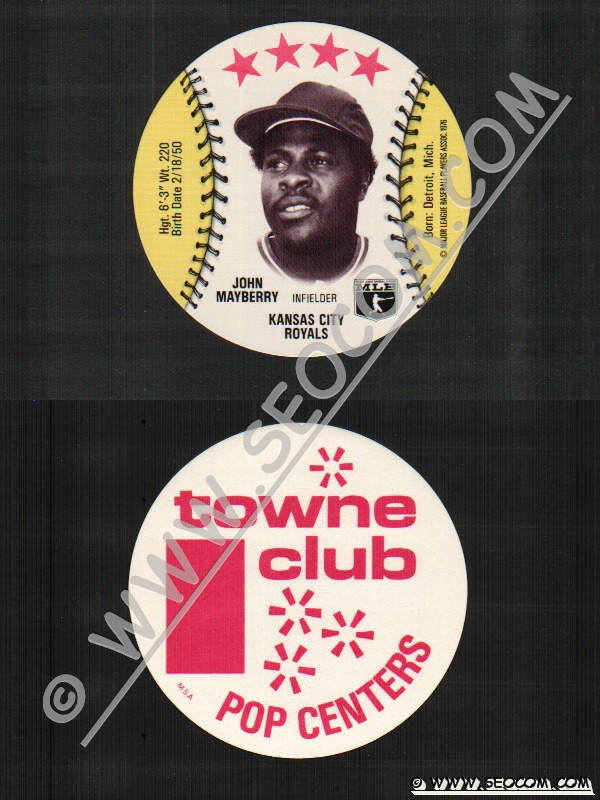 Hgt. 6'-3" Wt. 220
Birth Date 2/18/50
Born: Detroit, Mich.
© MAJOR LEAGUE BASEBALL PLAYERS ASSOC. 1976
JOHN
MAYBERRY INFIELDER
KANSAS CITY
ROYALS
towne
club
POP CENTERS
MSA
© WWW.SEOCOM.COM
© WWW.SEOCOM.COM